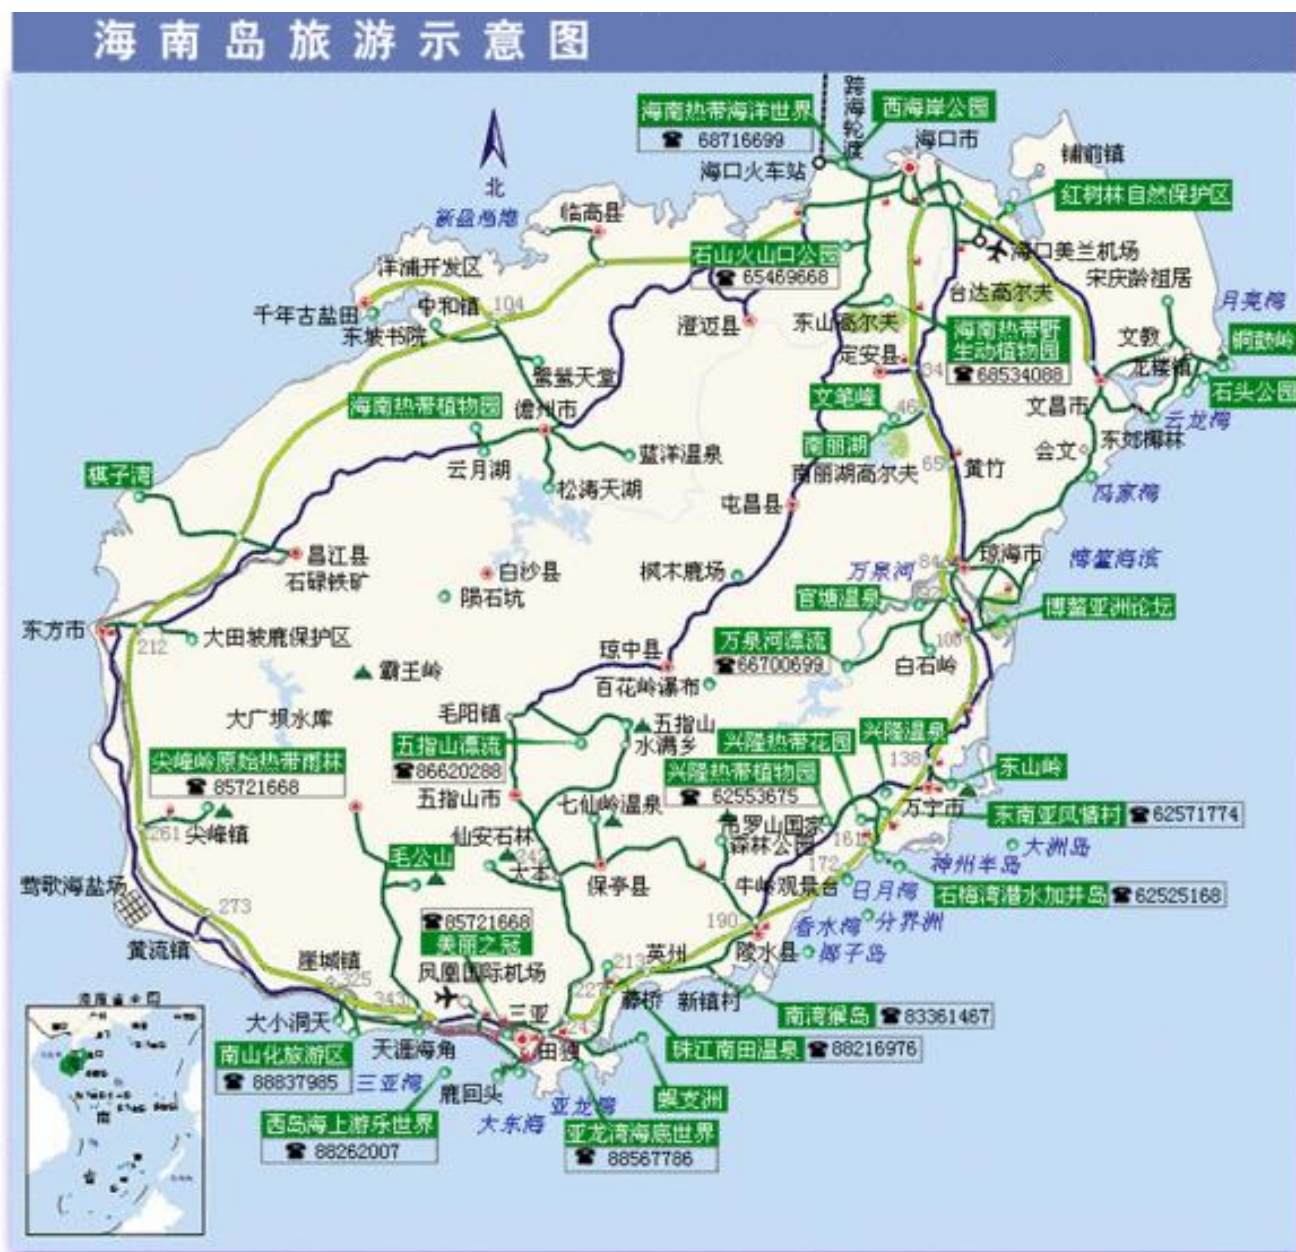 海南岛旅游示意图
跨海轮渡
海南热带海洋世界
68716699
西海岸公园
海口市
海口火车站
铺前镇
北
红树林自然保护区
临高县
石山火山口公园
65469668
海口美兰机场
洋浦开发区
宋庆龄祖居
台达高尔夫
月亮湾
千年古盐田
中和镇
104
东坡书院
澄迈县
东山高尔夫
海南热带野
生动植物园
68534088
文教
铜鼓岭
定安县
34
龙楼镇
石头公园
鹭鸶天堂
海南热带植物园
儋州市
文笔峰
46
文昌市
云龙湾
南丽湖
东郊椰林
云月湖
蓝洋温泉
南丽湖高尔夫
65
黄竹
会文
棋子湾
松涛天湖
屯昌县
冯家湾
昌江县
石碌铁矿
白沙县
枫木鹿场
万泉河
84
琼海市
博鳌海滨
陨石坑
官塘温泉
92
博鳌亚洲论坛
东方市
212
大田坡鹿保护区
琼中县
万泉河漂流
66700699
白石岭
霸王岭
百花岭瀑布
大广坝水库
毛阳镇
五指山
水满乡
五指山漂流
86620288
兴隆热带花园
兴隆温泉
138
尖峰岭原始热带雨林
85721668
兴隆热带植物园
62553675
东山岭
五指山市
七仙岭温泉
万宁市
东南亚风情村
62571774
261
尖峰镇
仙安石林
吊罗山国家
森林公园
161
大洲岛
神州半岛
毛公山
242
保亭县
172
牛岭观景台
日月湾
石梅湾潜水加井岛
62525168
莺歌海盐场
273
85721668
美丽之冠
190
香水湾
分界洲
黄流镇
崖城镇
凤凰国际机场
213
英州
陵水县
椰子岛
325
343
227
藤桥
新镇村
大小洞天
三亚
243
南湾猴岛
83361467
南山化旅游区
88837985
天涯海角
田独
珠江南田温泉
88216976
三亚湾
鹿回头
亚龙湾
蜈支洲
西岛海上游乐世界
88262007
大东海
亚龙湾海底世界
88567786
南